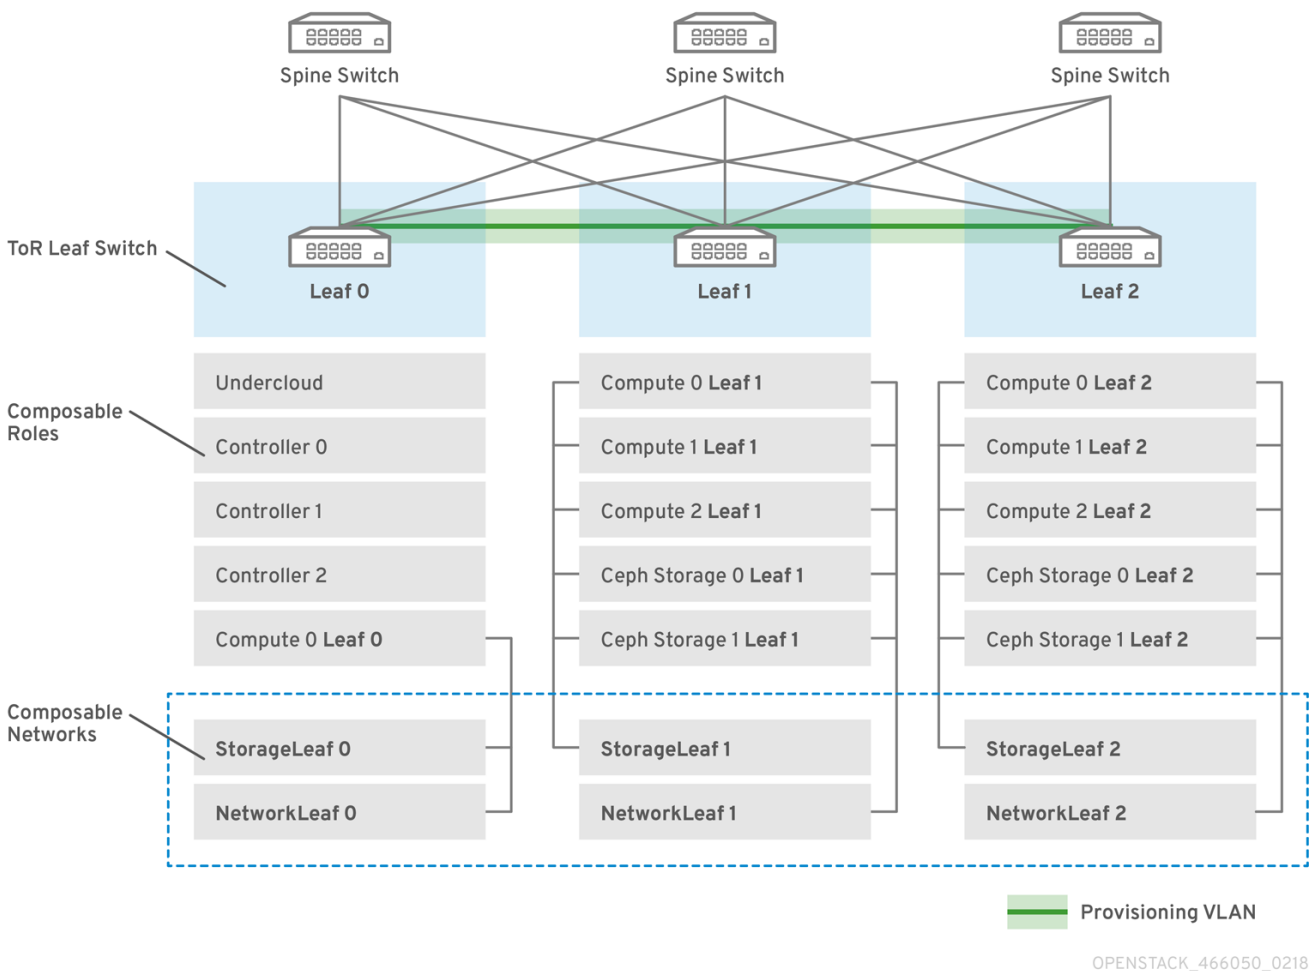 Spine Switch
Spine Switch
Spine Switch
ToR Leaf Switch
Leaf 0
Leaf 1
Leaf 2
Composable
Roles
Undercloud
Controller 0
Controller 1
Controller 2
Compute 0 Leaf 0
Compute 0 Leaf 1
Compute 1 Leaf 1
Compute 2 Leaf 1
Ceph Storage 0 Leaf 1
Ceph Storage 1 Leaf 1
Compute 0 Leaf 2
Compute 1 Leaf 2
Compute 2 Leaf 2
Ceph Storage 0 Leaf 2
Ceph Storage 1 Leaf 2
Composable
Networks
StorageLeaf 0
NetworkLeaf 0
StorageLeaf 1
NetworkLeaf 1
StorageLeaf 2
NetworkLeaf 2
Provisioning VLAN
OPENSTACK_466050_0218